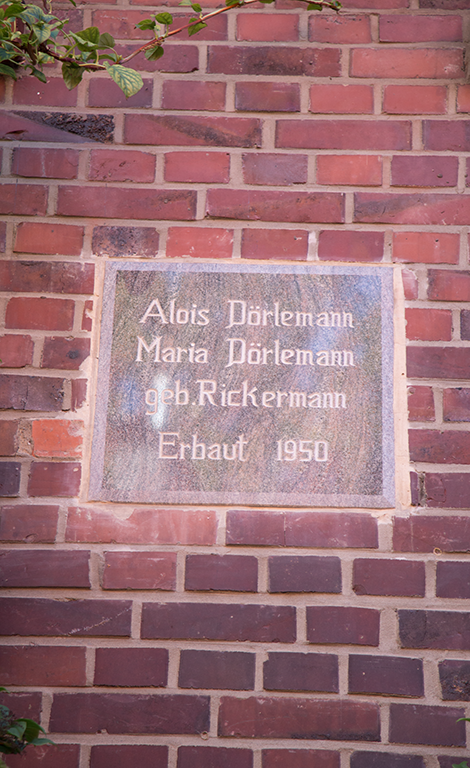 Alois Dörlemann
Maria Dörlemann
geb. Rickermann
Erbaut 1950